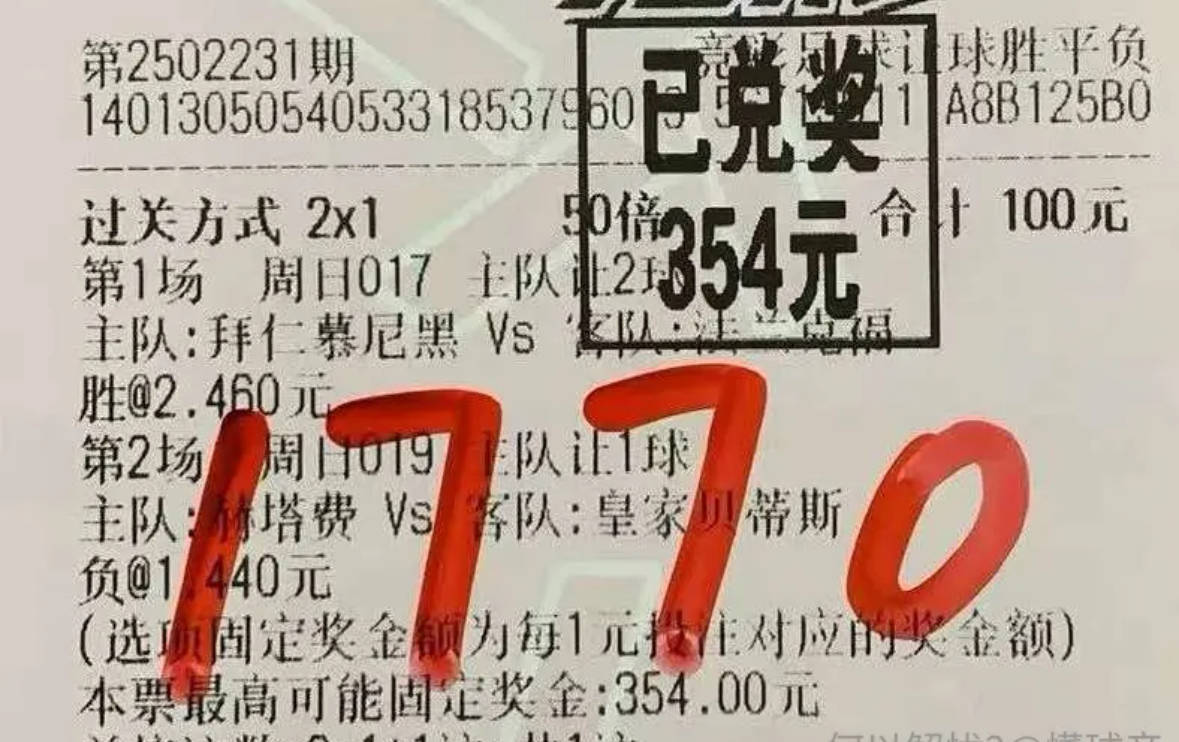 第2502231期 竞彩足球让球胜平负
140130505405331853796013 A8B125B0
已兑奖
354元
过关方式 2x1 50倍 合计 100元
第1场 周日017 主队让2球
主队:拜仁慕尼黑 Vs 客队:法兰克福
胜@2.460元
第2场 周日019 主队让1球
主队:赫塔费 Vs 客队:皇家贝蒂斯
负@1.440元
1770
(选项固定奖金额为每1元投注对应的奖金额)
本票最高可能固定奖金:354.00元